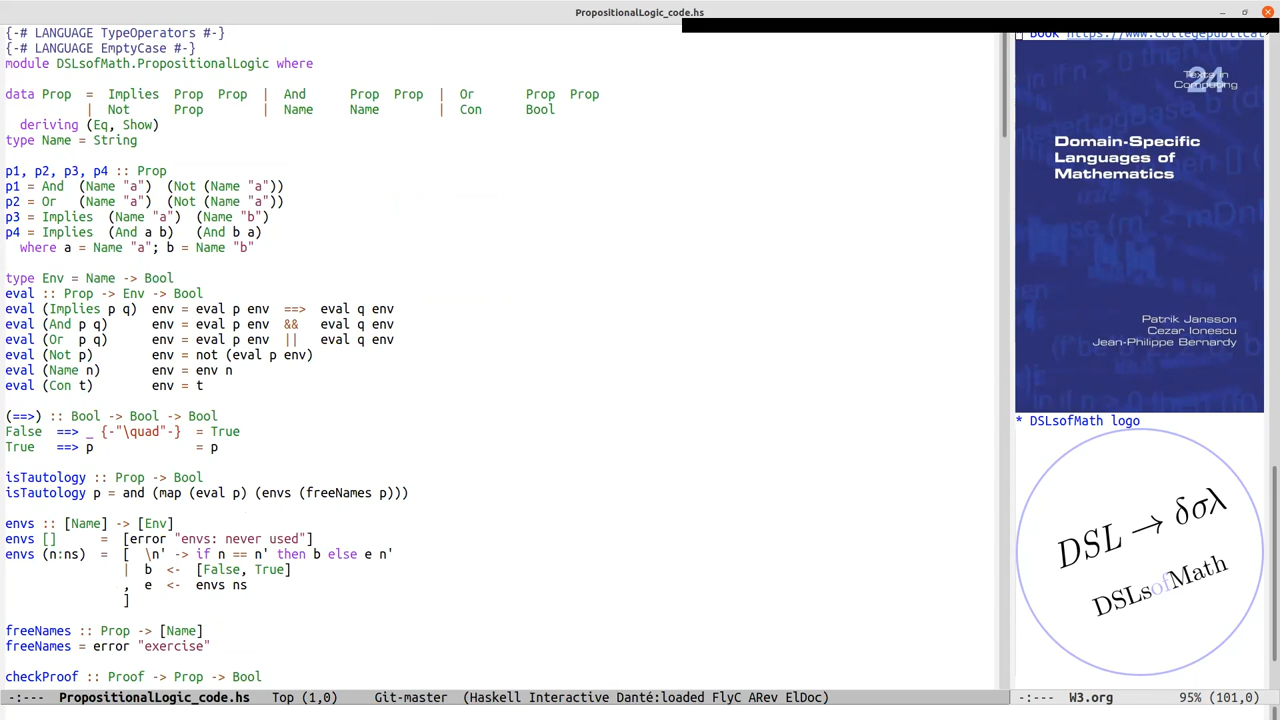 PropositionalLogic_code.hs
{-# LANGUAGE TypeOperators #-}
{-# LANGUAGE EmptyCase #-}
module DSLsofMath.PropositionalLogic where
data Prop = Implies Prop Prop | And Prop Prop | Or Prop Prop
| Not Prop | Name Name | Con Bool
deriving (Eq, Show)
type Name = String
p1, p2, p3, p4 :: Prop
p1 = And (Name "a") (Not (Name "a"))
p2 = Or (Name "a") (Not (Name "a"))
p3 = Implies (Name "a") (Name "b")
p4 = Implies (And a b) (And b a)
where a = Name "a"; b = Name "b"
type Env = Name -> Bool
eval :: Prop -> Env -> Bool
eval (Implies p q) env = eval p env ==> eval q env
eval (And p q) env = eval p env && eval q env
eval (Or p q) env = eval p env || eval q env
eval (Not p) env = not (eval p env)
eval (Name n) env = env n
eval (Con t) env = t
(==>) :: Bool -> Bool -> Bool
False ==> _ {-"\quad"-} = True
True ==> p = p
isTautology :: Prop -> Bool
isTautology p = and (map (eval p) (envs (freeNames p)))
envs :: [Name] -> [Env]
envs [] = [error "envs: never used"]
envs (n:ns) = [ \n' -> if n == n' then b else e n'
| b <- [False, True]
, e <- envs ns
]
freeNames :: Prop -> [Name]
freeNames = error "exercise"
checkProof :: Proof -> Prop -> Bool
-:--- PropositionalLogic_code.hs Top (1,0) Git-master (Haskell Interactive Danté:loaded FlyC ARev ElDoc)
Texts in
24
Computing
Domain-Specific
Languages of
Mathematics
Patrik Jansson
Cezar Ionescu
Jean-Philippe Bernardy
* DSLsofMath logo
DSL → δσλ
DSLsofMath
-:--- W3.org 95% (101,0)